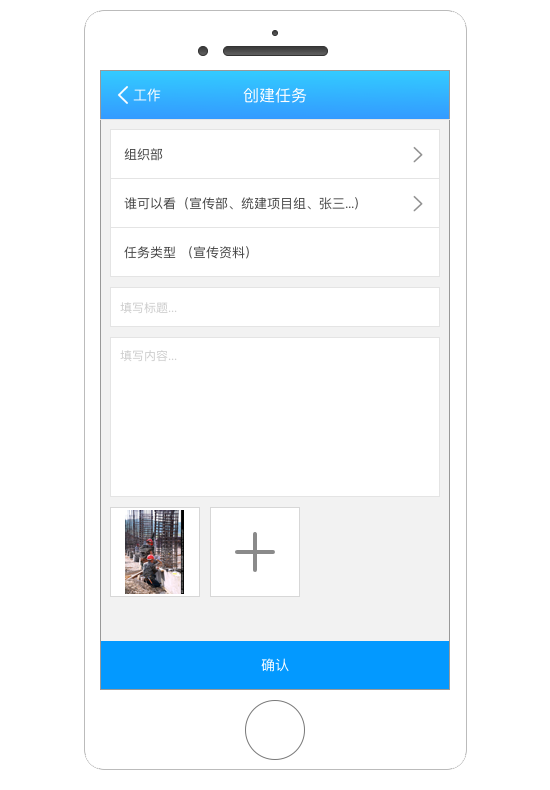 工作
创建任务
组织部
谁可以看（宣传部、统建项目组、张三...）
任务类型 （宣传资料）
填写标题...
填写内容...
确认